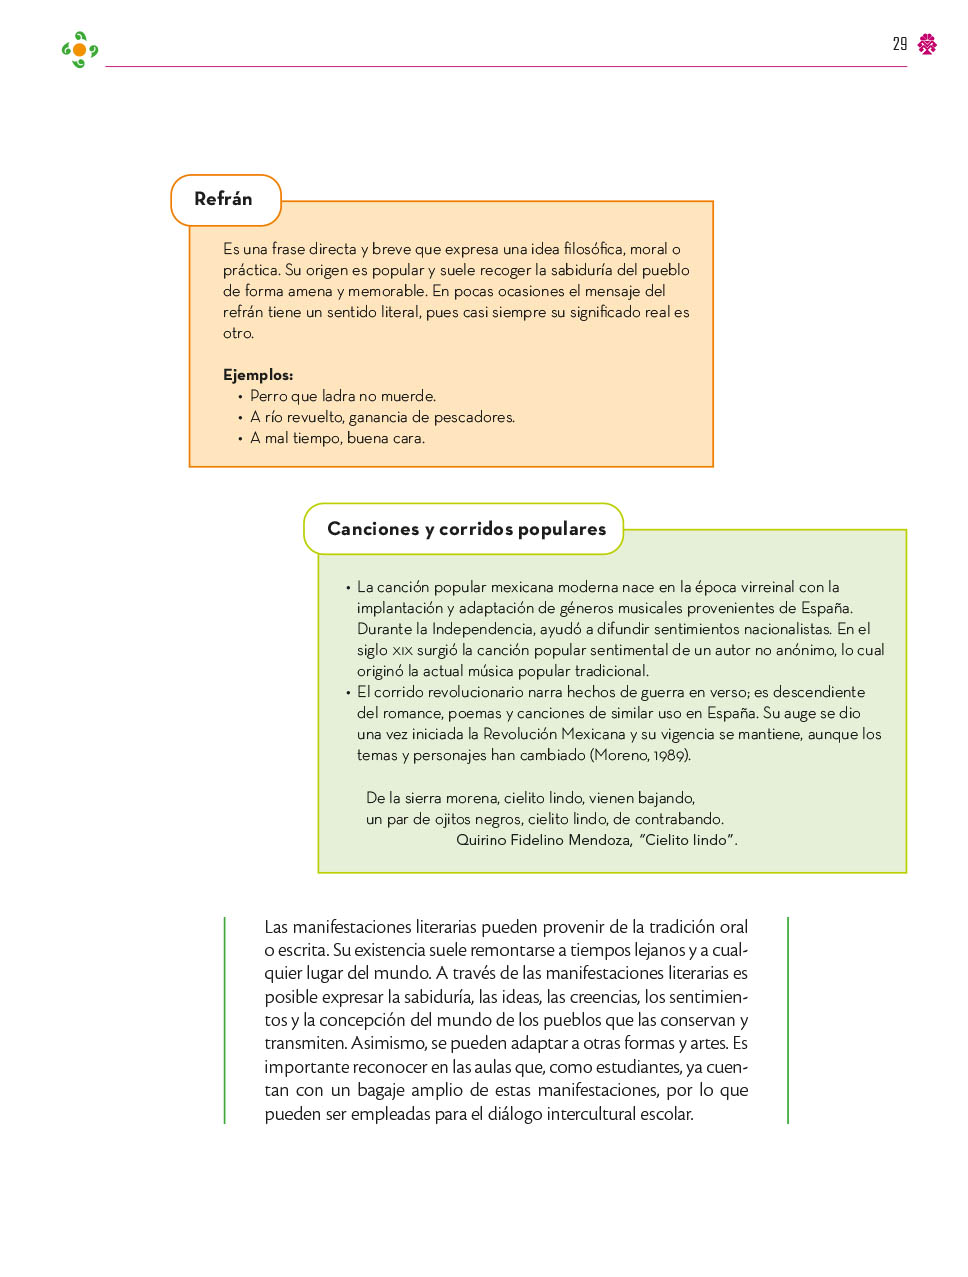 29
Refrán
Es una frase directa y breve que expresa una idea filosófica, moral o
práctica. Su origen es popular y suele recoger la sabiduría del pueblo
de forma amena y memorable. En pocas ocasiones el mensaje del
refrán tiene un sentido literal, pues casi siempre su significado real es
otro.
Ejemplos:
• Perro que ladra no muerde.
• A río revuelto, ganancia de pescadores.
• A mal tiempo, buena cara.
Canciones y corridos populares
• La canción popular mexicana moderna nace en la época virreinal con la
implantación y adaptación de géneros musicales provenientes de España.
Durante la Independencia, ayudó a difundir sentimientos nacionalistas. En el
siglo XIX surgió la canción popular sentimental de un autor no anónimo, lo cual
originó la actual música popular tradicional.
• El corrido revolucionario narra hechos de guerra en verso; es descendiente
del romance, poemas y canciones de similar uso en España. Su auge se dio
una vez iniciada la Revolución Mexicana y su vigencia se mantiene, aunque los
temas y personajes han cambiado (Moreno, 1989).
De la sierra morena, cielito lindo, vienen bajando,
un par de ojitos negros, cielito lindo, de contrabando.
Quirino Fidelino Mendoza, “Cielito lindo”.
Las manifestaciones literarias pueden provenir de la tradición oral
o escrita. Su existencia suele remontarse a tiempos lejanos y a cual-
quier lugar del mundo. A través de las manifestaciones literarias es
posible expresar la sabiduría, las ideas, las creencias, los sentimien-
tos y la concepción del mundo de los pueblos que las conservan y
transmiten. Asimismo, se pueden adaptar a otras formas y artes. Es
importante reconocer en las aulas que, como estudiantes, ya cuen-
tan con un bagaje amplio de estas manifestaciones, por lo que
pueden ser empleadas para el diálogo intercultural escolar.